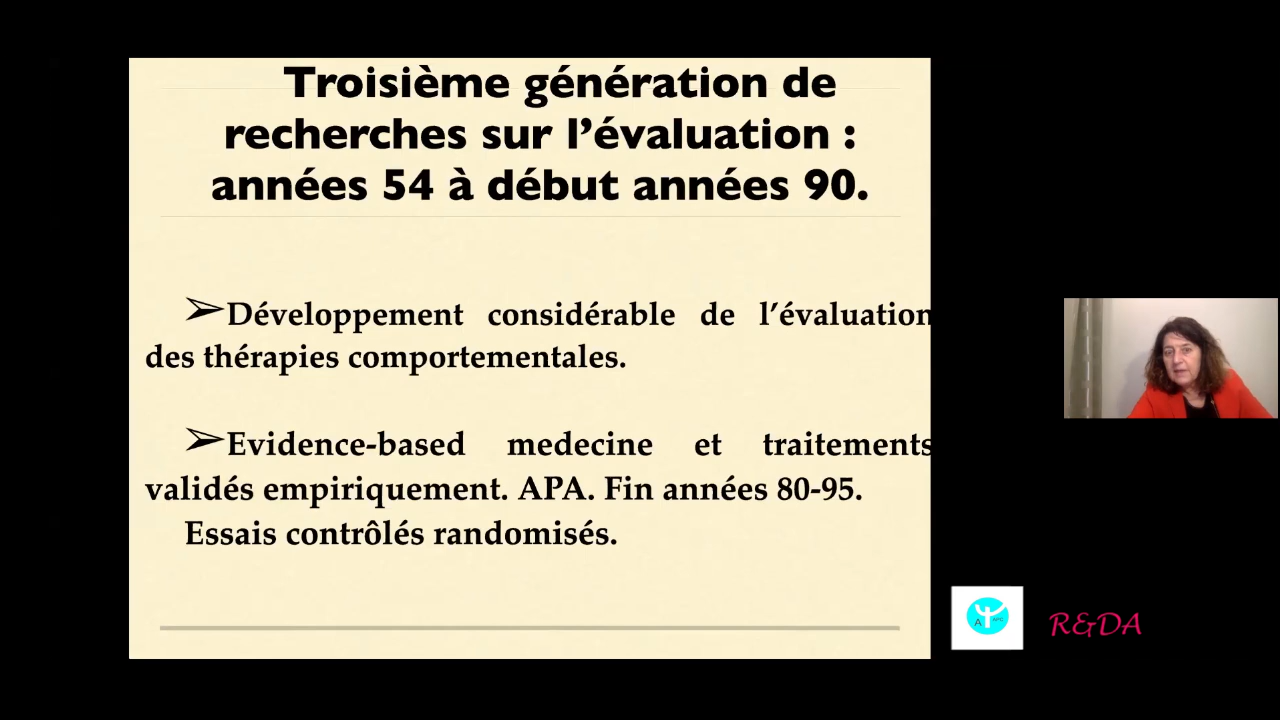 Troisième génération de
recherches sur l’évaluation :
années 54 à début années 90.
➢Développement considérable de l’évaluation
des thérapies comportementales.
➢Evidence-based medecine et traitements
validés empiriquement. APA. Fin années 80-95.
Essais contrôlés randomisés.
R&DA